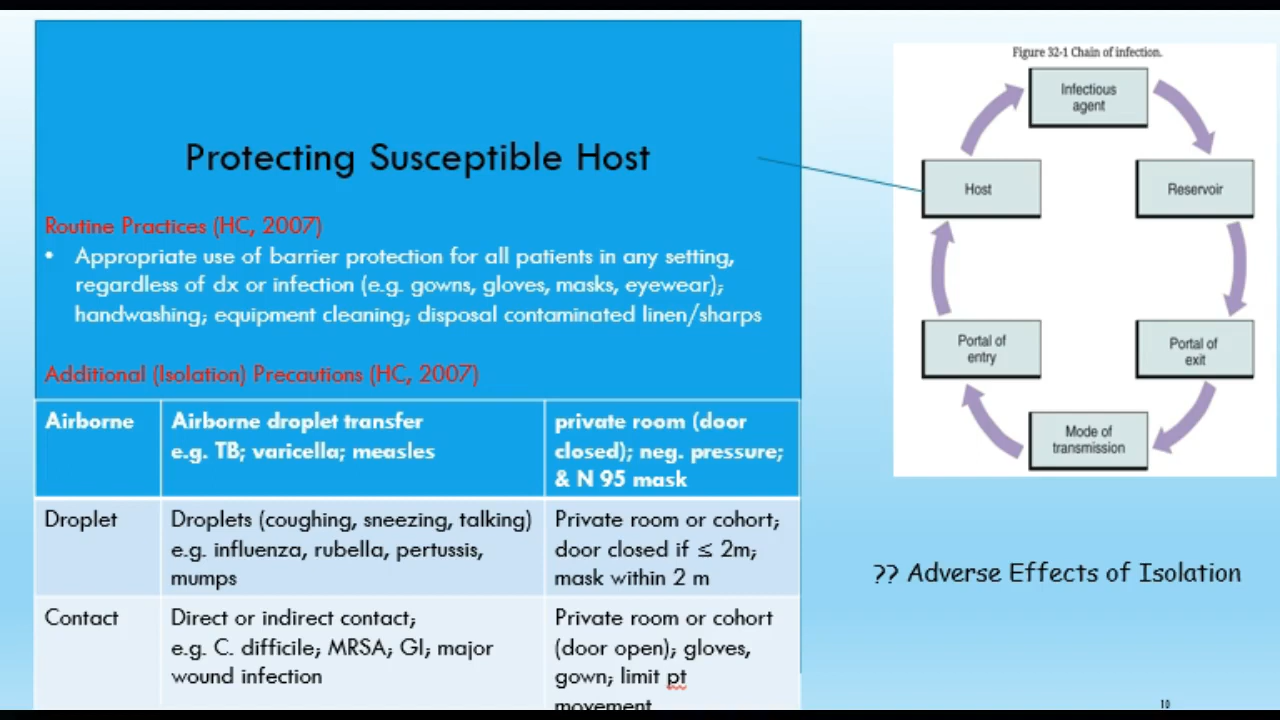 Protecting Susceptible Host
Routine Practices (HC, 2007)
• Appropriate use of barrier protection for all patients in any setting,
regardless of dx or infection (e.g. gowns, gloves, masks, eyewear);
handwashing; equipment cleaning; disposal contaminated linen/sharps
Additional (Isolation) Precautions (HC, 2007)
Airborne
Airborne droplet transfer
e.g. TB; varicella; measles
private room (door
closed); neg. pressure;
& N 95 mask
Droplet
Droplets (coughing, sneezing, talking)
e.g. influenza, rubella, pertussis,
mumps
Private room or cohort;
door closed if ≤ 2m;
mask within 2 m
Contact
Direct or indirect contact;
e.g. C. difficile; MRSA; GI; major
wound infection
Private room or cohort
(door open); gloves,
gown; limit pt
movement
Figure 32-1 Chain of infection.
Infectious
agent
Host
Reservoir
Portal of
entry
Portal of
exit
Mode of
transmission
?? Adverse Effects of Isolation
10